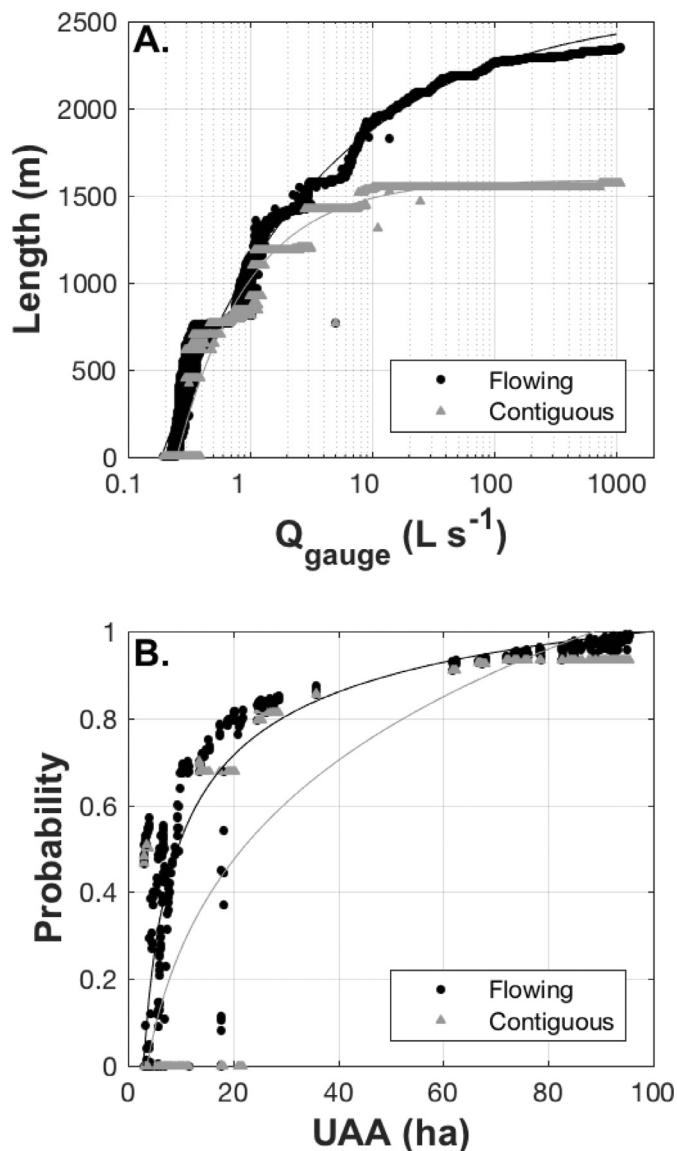 A.
2500
2000
1500
1000
500
0
Length (m)
Flowing
Contiguous
0.1 1 10 100 1000
Q_gauge (L s^-1)
B.
1
0.8
0.6
0.4
0.2
0
Probability
Flowing
Contiguous
0 20 40 60 80 100
UAA (ha)